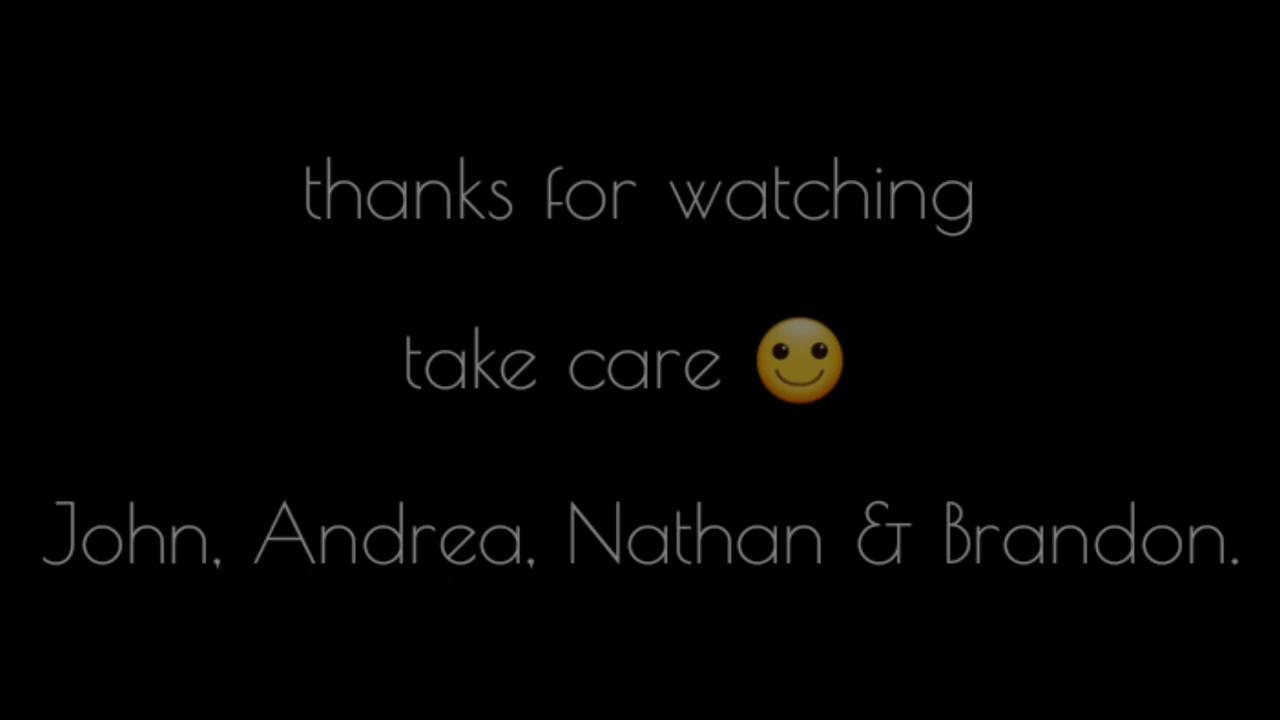 thanks for watching
take care 🙂
John, Andrea, Nathan & Brandon.